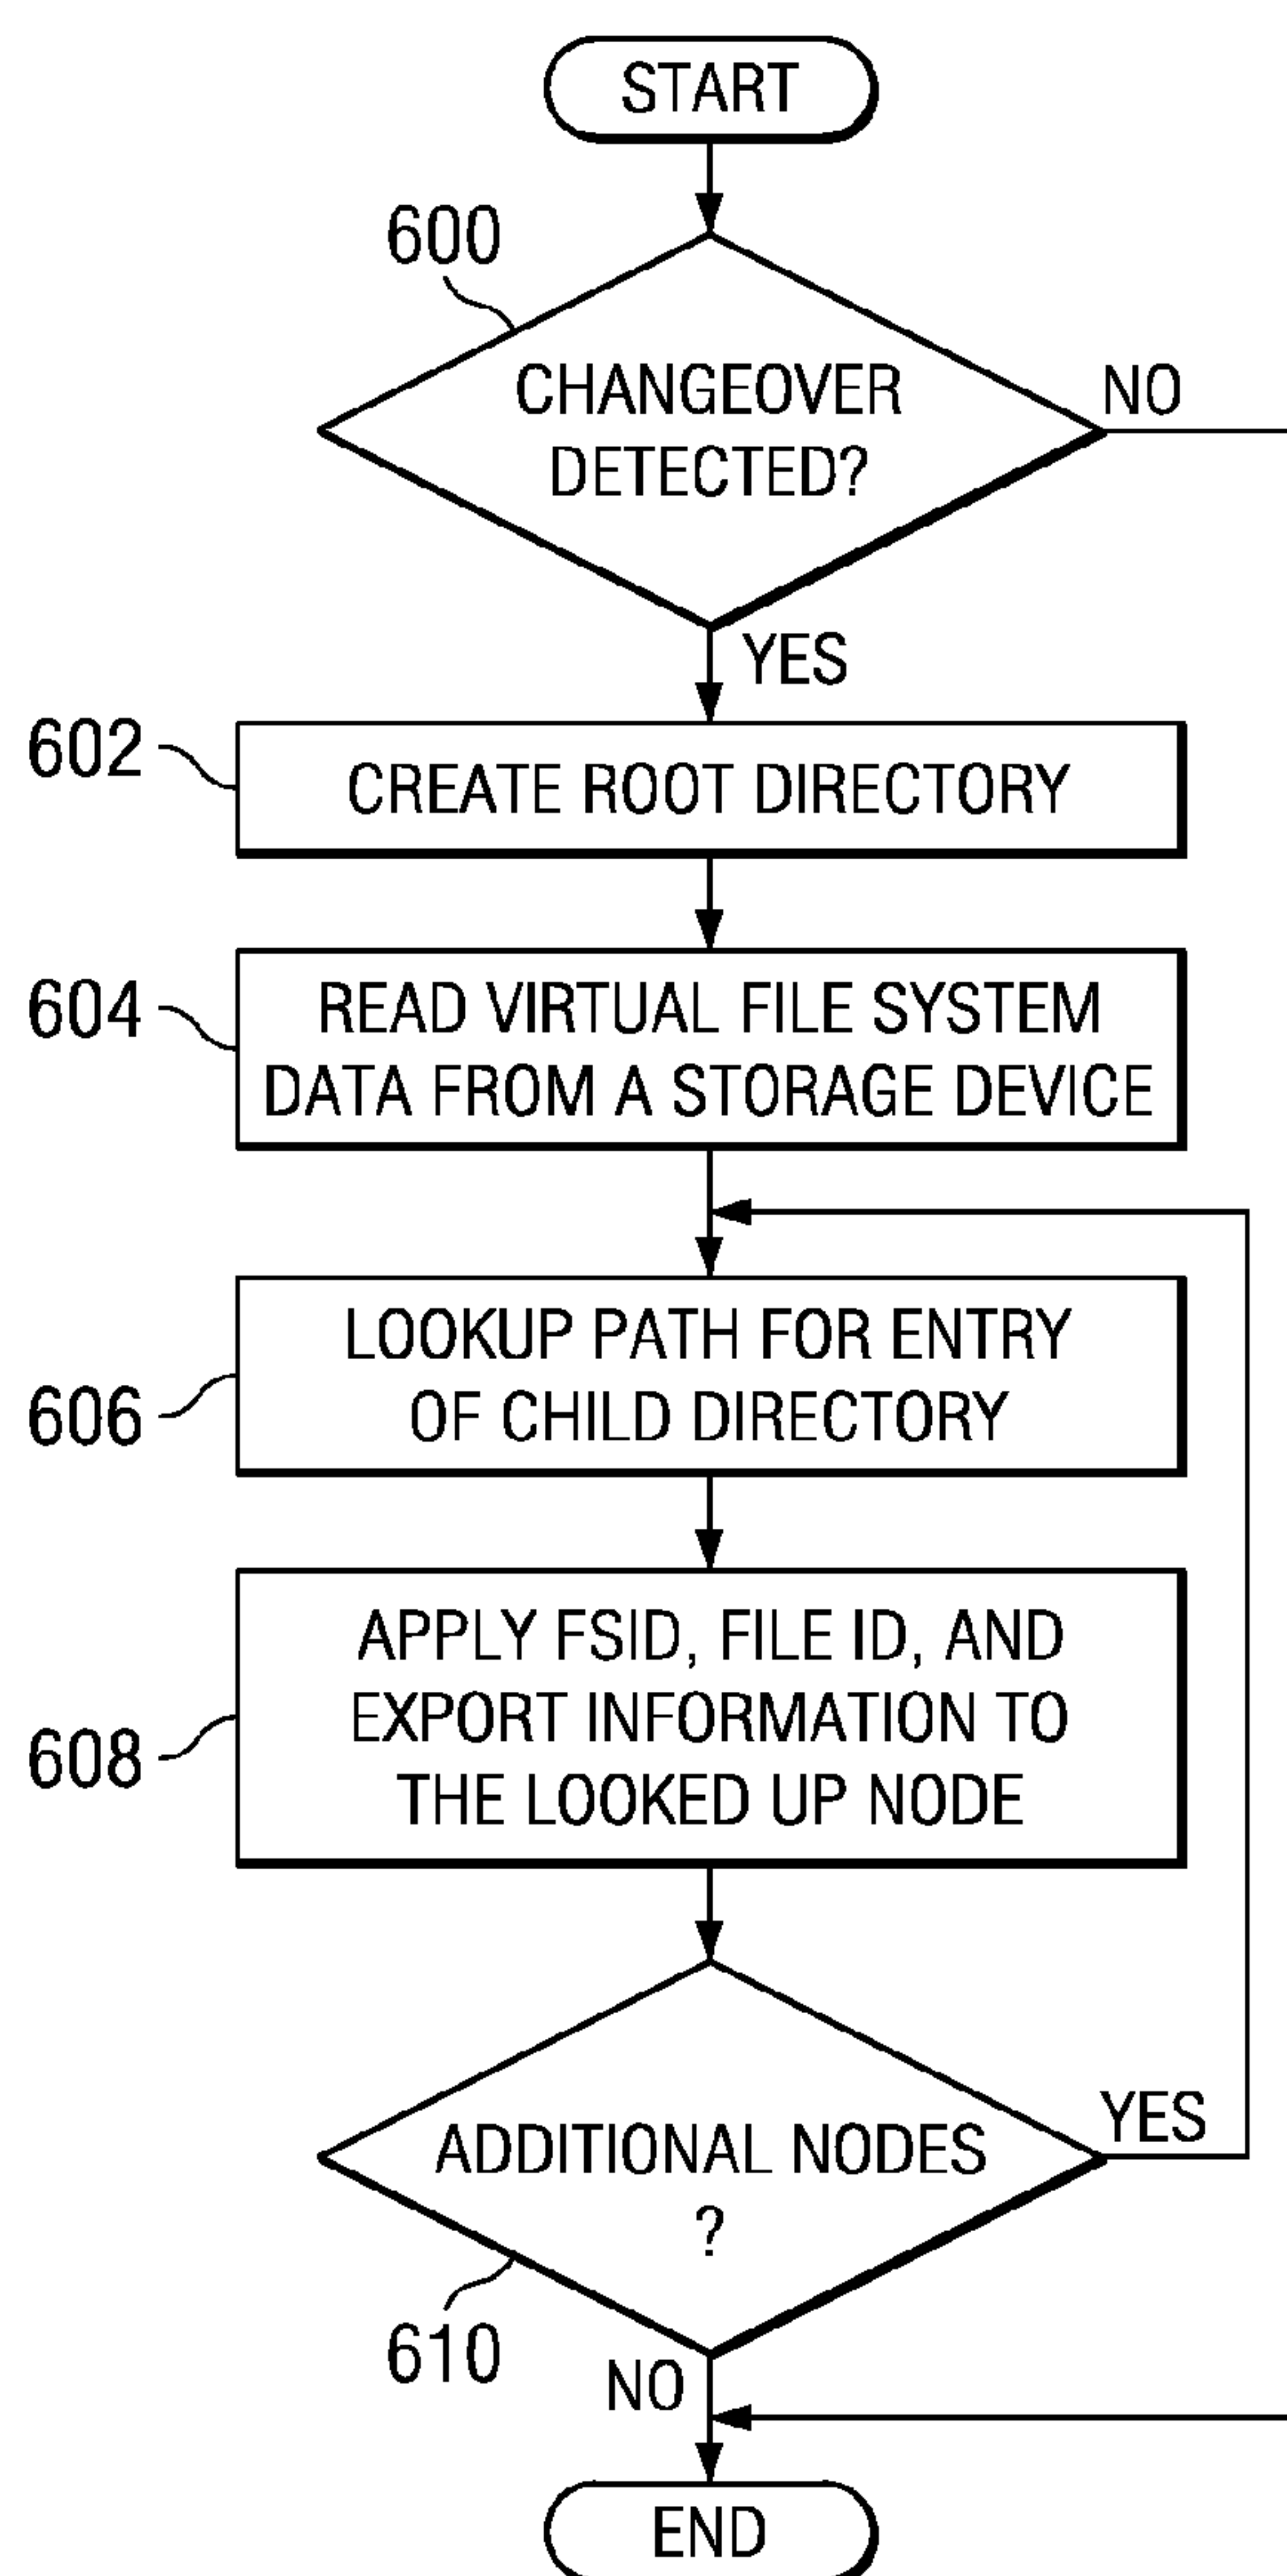 START
600
CHANGEOVER
DETECTED?
NO
YES
602
CREATE ROOT DIRECTORY
604
READ VIRTUAL FILE SYSTEM
DATA FROM A STORAGE DEVICE
606
LOOKUP PATH FOR ENTRY
OF CHILD DIRECTORY
608
APPLY FSID, FILE ID, AND
EXPORT INFORMATION TO
THE LOOKED UP NODE
ADDITIONAL NODES
?
YES
610
NO
END